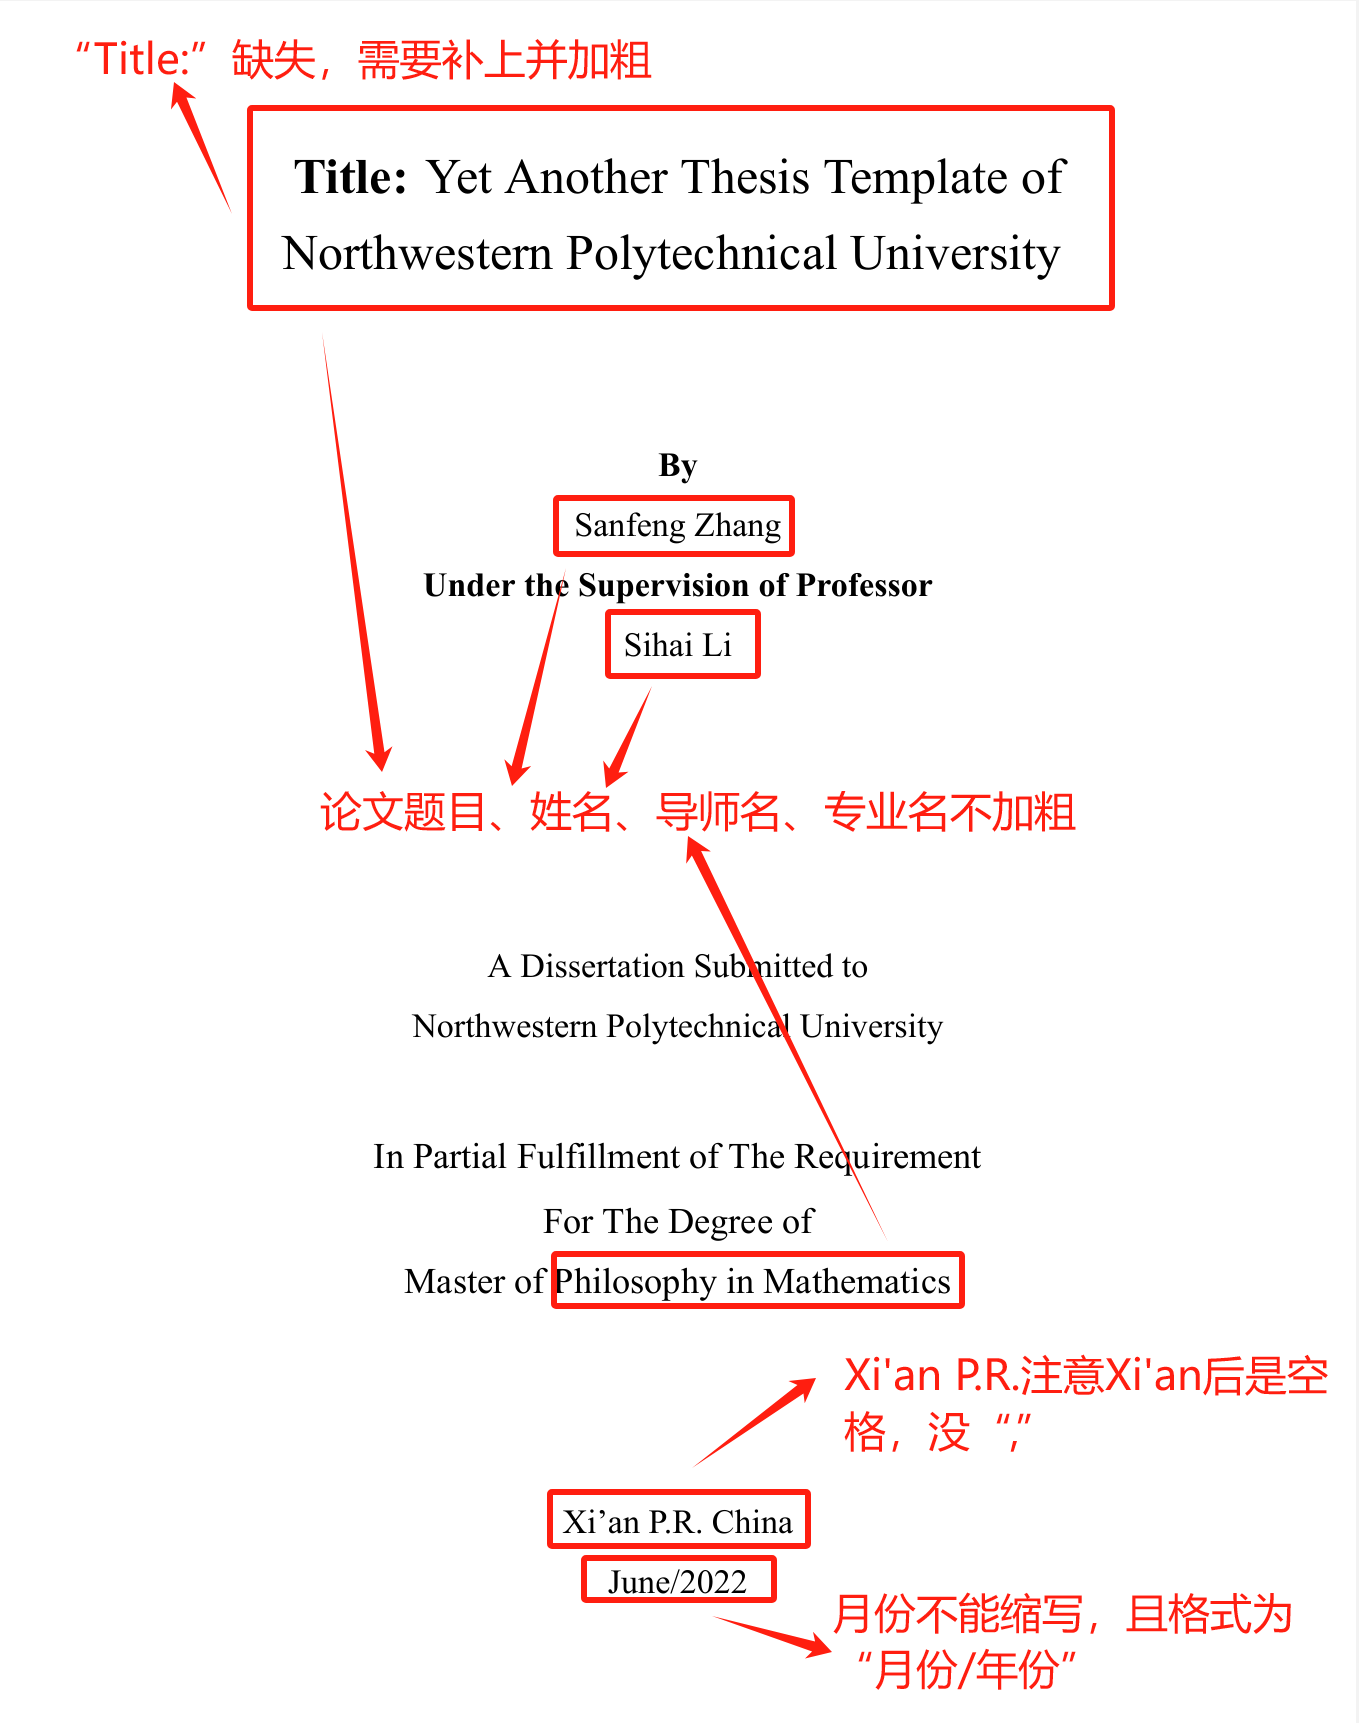 “Title:”缺失，需要补上并加粗
Title: Yet Another Thesis Template of
Northwestern Polytechnical University
By
Sanfeng Zhang
Under the Supervision of Professor
Sihai Li
论文题目、姓名、导师名、专业名不加粗
A Dissertation Submitted to
Northwestern Polytechnical University
In Partial Fulfillment of The Requirement
For The Degree of
Master of Philosophy in Mathematics
Xi'an P.R.注意Xi'an后是空
格，没“,”
Xi’an P.R. China
June/2022
月份不能缩写，且格式为
“月份/年份”